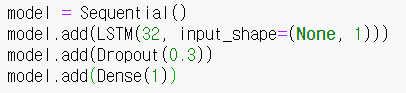 model = Sequential()
model.add(LSTM(32, input_shape=(None, 1)))
model.add(Dropout(0.3))
model.add(Dense(1))